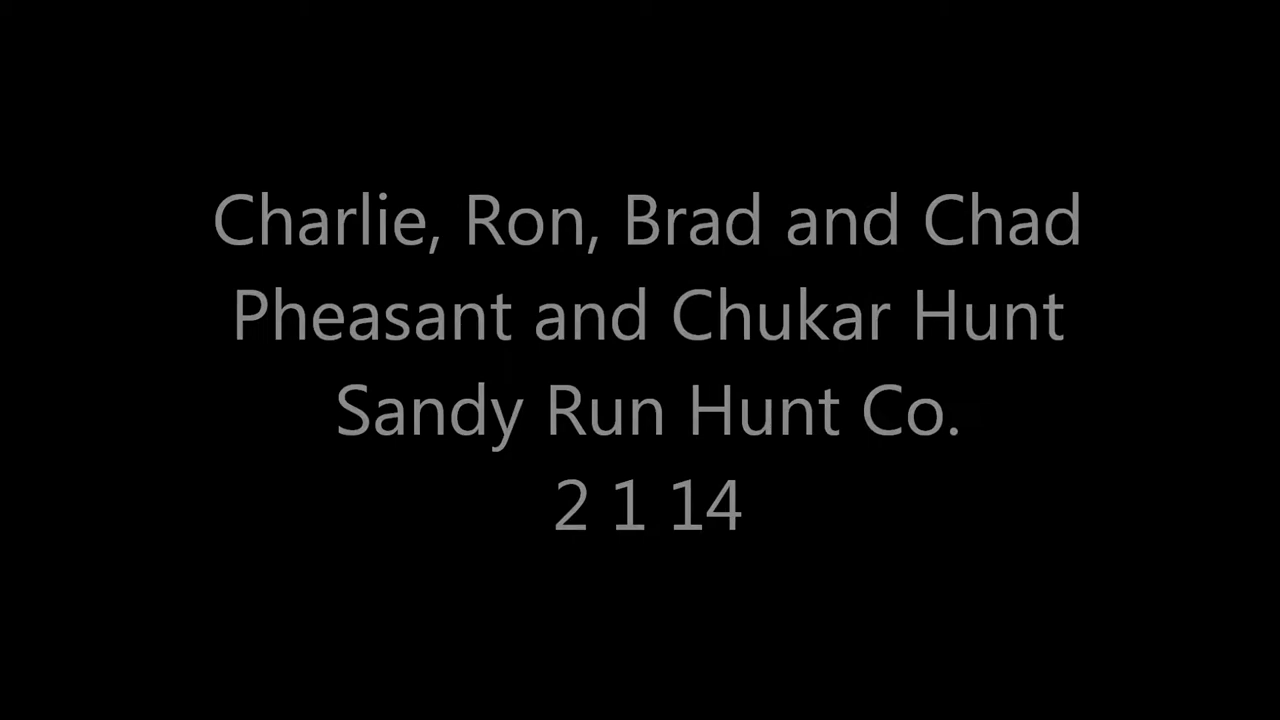 Charlie, Ron, Brad and Chad
Pheasant and Chukar Hunt
Sandy Run Hunt Co.
2 1 14